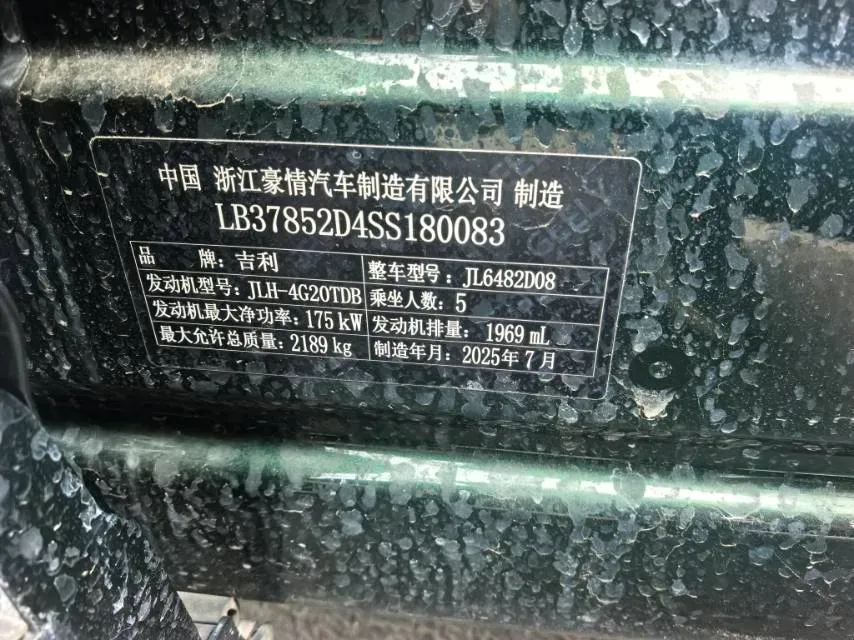 中国 浙江豪情汽车制造有限公司 制造
LB37852D4SS180083
品 牌：吉利 整车型号：JL6482D08
发动机型号：JLH-4G20TDB 乘坐人数：5
发动机最大净功率：175 kW 发动机排量：1969 mL
最大允许总质量：2189 kg 制造年月：2025年7月